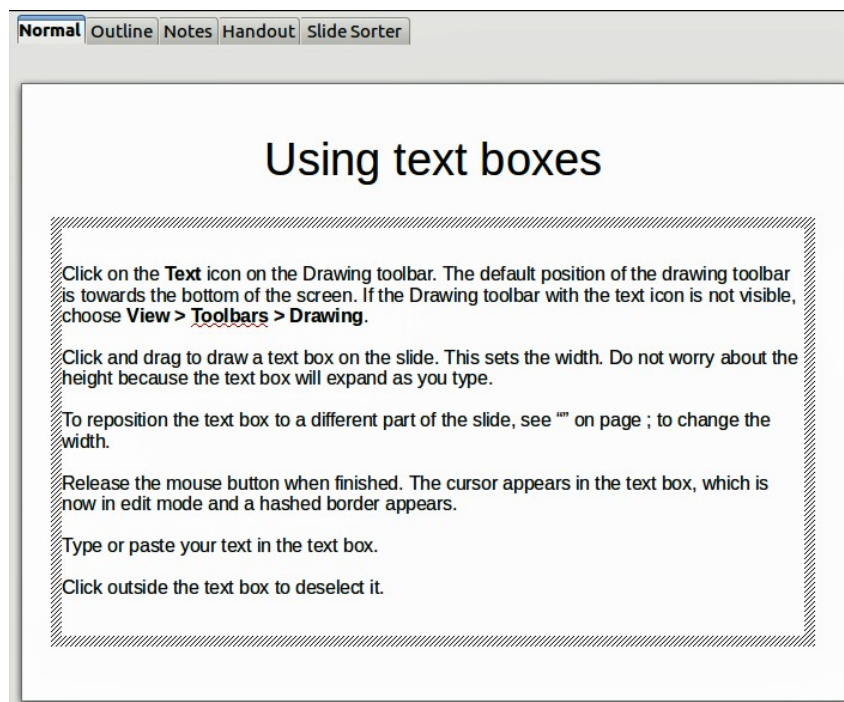 Normal Outline Notes Handout Slide Sorter
Using text boxes
Click on the Text icon on the Drawing toolbar. The default position of the drawing toolbar
is towards the bottom of the screen. If the Drawing toolbar with the text icon is not visible,
choose View > Toolbars > Drawing.
Click and drag to draw a text box on the slide. This sets the width. Do not worry about the
height because the text box will expand as you type.
To reposition the text box to a different part of the slide, see “” on page ; to change the
width.
Release the mouse button when finished. The cursor appears in the text box, which is
now in edit mode and a hashed border appears.
Type or paste your text in the text box.
Click outside the text box to deselect it.